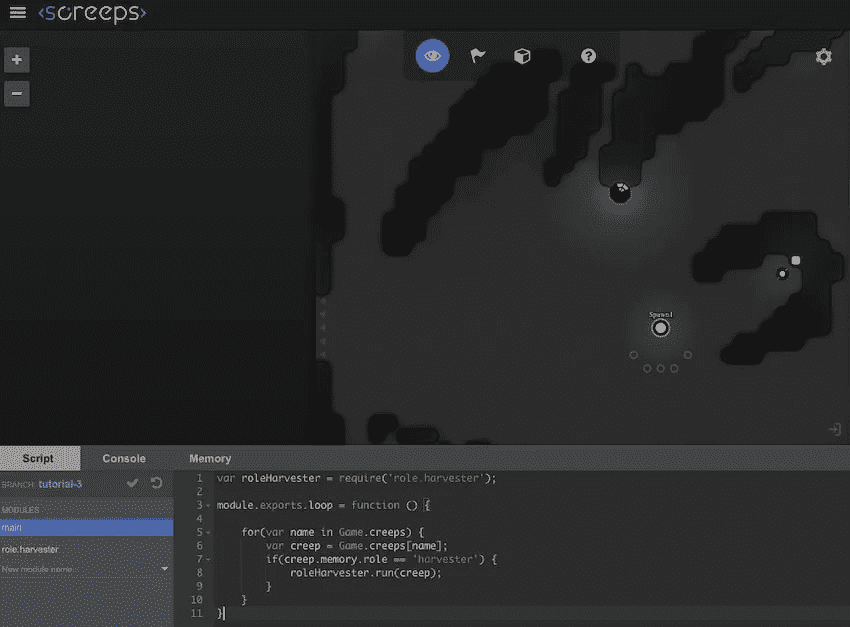 <screeps>
Spawn1
Script Console Memory
BRANCH: tutorial-3
MODULES
main
role.harvester
New module name...
1 var roleHarvester = require('role.harvester');
2
3 module.exports.loop = function () {
4
5 for(var name in Game.creeps) {
6 var creep = Game.creeps[name];
7 if(creep.memory.role == 'harvester') {
8 roleHarvester.run(creep);
9 }
10 }
11 }